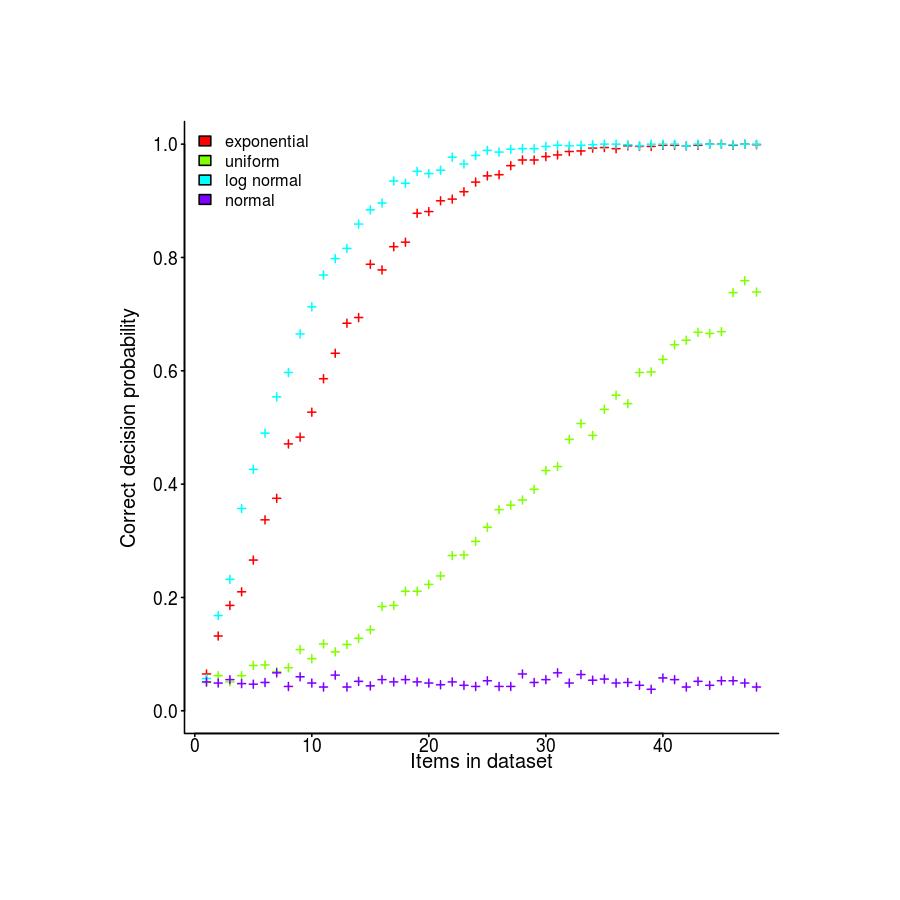 exponential
uniform
log normal
normal
Correct decision probability
1.0
0.8
0.6
0.4
0.2
0.0
0 10 20 30 40
Items in dataset